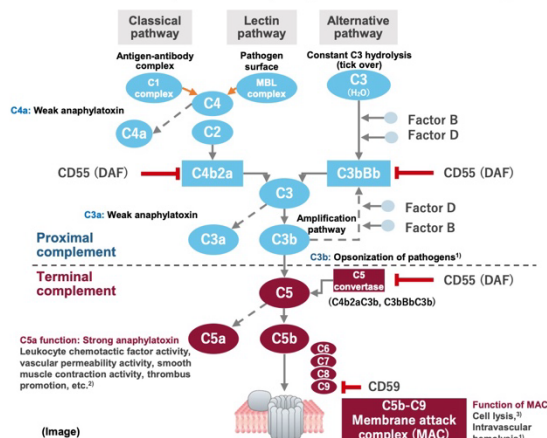 Classical
pathway
Lectin
pathway
Alternative
pathway
Antigen-antibody
complex
Pathogen
surface
Constant C3 hydrolysis
(tick over)
C1
complex
MBL
complex
C3
(H₂O)
C4
C4a: Weak anaphylatoxin
C4a
C2
Factor B
Factor D
CD55 (DAF)
C4b2a
C3bBb
CD55 (DAF)
C3
C3a: Weak anaphylatoxin
Amplification
pathway
Factor D
Factor B
C3a
C3b
Proximal
complement
C3b: Opsonization of pathogens¹⁾
Terminal
complement
C5
C5
convertase
CD55 (DAF)
(C4b2aC3b, C3bBbC3b)
C5a function: Strong anaphylatoxin
Leukocyte chemotactic factor activity,
vascular permeability activity, smooth
muscle contraction activity, thrombus
promotion, etc.²⁾
C5a
C5b
C6
C7
C8
C9
CD59
C5b-C9
Membrane attack
complex (MAC)
Function of MAC
Cell lysis,³⁾
Intravascular
hemolysis¹⁾
(Image)